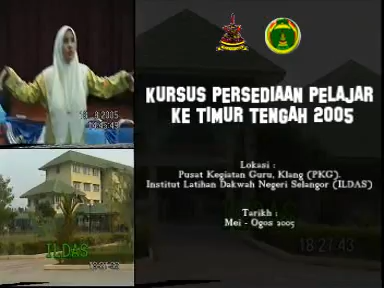 KURSUS PERSEDIAAN PELAJAR
KE TIMUR TENGAH 2005
Lokasi :
Pusat Kegiatan Guru, Klang (PKG).
Institut Latihan Dakwah Negeri Selangor (ILDAS)
Tarikh :
Mei - Ogos 2005
18:21:43
2005
ILDAS